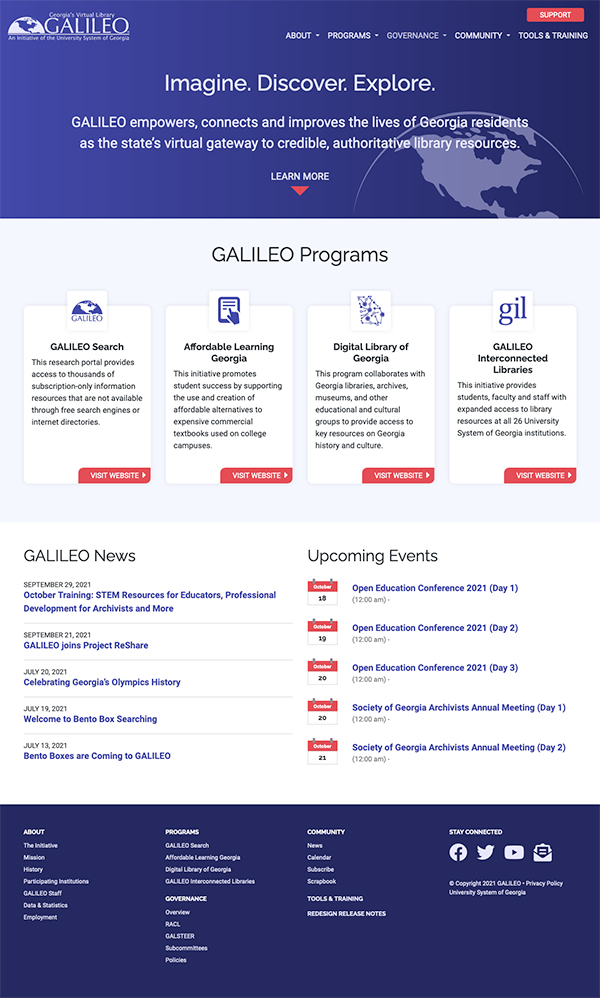 Georgia's Virtual Library
GALILEO
An Initiative of the University System of Georgia
SUPPORT
ABOUT PROGRAMS GOVERNANCE COMMUNITY TOOLS & TRAINING
Imagine. Discover. Explore.
GALILEO empowers, connects and improves the lives of Georgia residents
as the state's virtual gateway to credible, authoritative library resources.
LEARN MORE
GALILEO Programs
GALILEO
GALILEO Search
This research portal provides
access to thousands of
subscription-only information
resources that are not available
through free search engines or
internet directories.
VISIT WEBSITE
Affordable Learning
Georgia
This initiative promotes
student success by supporting
the use and creation of
affordable alternatives to
expensive commercial
textbooks used on college
campuses.
VISIT WEBSITE
Digital Library of
Georgia
This program collaborates with
Georgia libraries, archives,
museums, and other
educational and cultural
groups to provide access to
key resources on Georgia
history and culture.
VISIT WEBSITE
gil
GALILEO
Interconnected
Libraries
This initiative provides
students, faculty and staff with
expanded access to library
resources at all 26 University
System of Georgia institutions.
VISIT WEBSITE
GALILEO News
SEPTEMBER 29, 2021
October Training: STEM Resources for Educators, Professional
Development for Archivists and More
SEPTEMBER 21, 2021
GALILEO joins Project ReShare
JULY 20, 2021
Celebrating Georgia's Olympics History
JULY 19, 2021
Welcome to Bento Box Searching
JULY 13, 2021
Bento Boxes are Coming to GALILEO
Upcoming Events
October
18
Open Education Conference 2021 (Day 1)
(12:00 am) -
October
19
Open Education Conference 2021 (Day 2)
(12:00 am) -
October
20
Open Education Conference 2021 (Day 3)
(12:00 am) -
October
20
Society of Georgia Archivists Annual Meeting (Day 1)
(12:00 am) -
October
21
Society of Georgia Archivists Annual Meeting (Day 2)
(12:00 am) -
ABOUT
The Initiative
Mission
History
Participating Institutions
GALILEO Staff
Data & Statistics
Employment
PROGRAMS
GALILEO Search
Affordable Learning Georgia
Digital Library of Georgia
GALILEO Interconnected Libraries
GOVERNANCE
Overview
RACL
GALSTEER
Subcommittees
Policies
COMMUNITY
News
Calendar
Subscribe
Scrapbook
TOOLS & TRAINING
REDESIGN RELEASE NOTES
STAY CONNECTED
© Copyright 2021 GALILEO • Privacy Policy
University System of Georgia